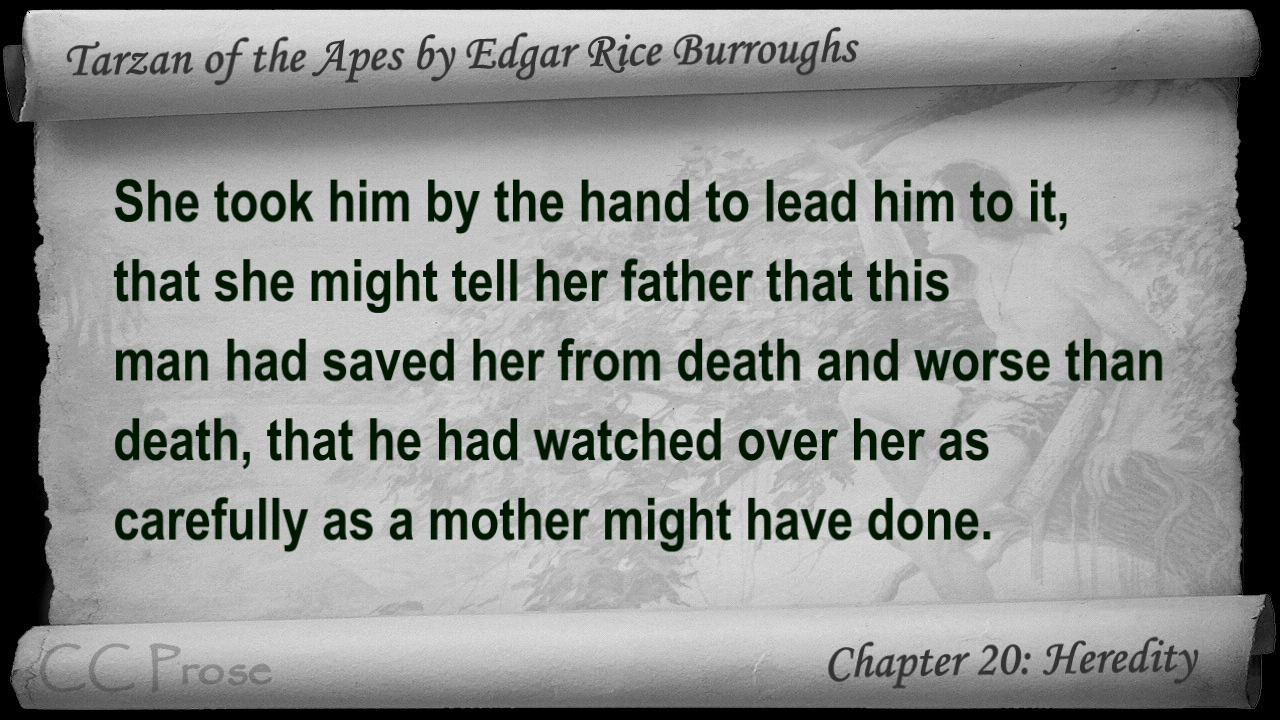 Tarzan of the Apes by Edgar Rice Burroughs
She took him by the hand to lead him to it,
that she might tell her father that this
man had saved her from death and worse than
death, that he had watched over her as
carefully as a mother might have done.
CC Prose
Chapter 20: Heredity